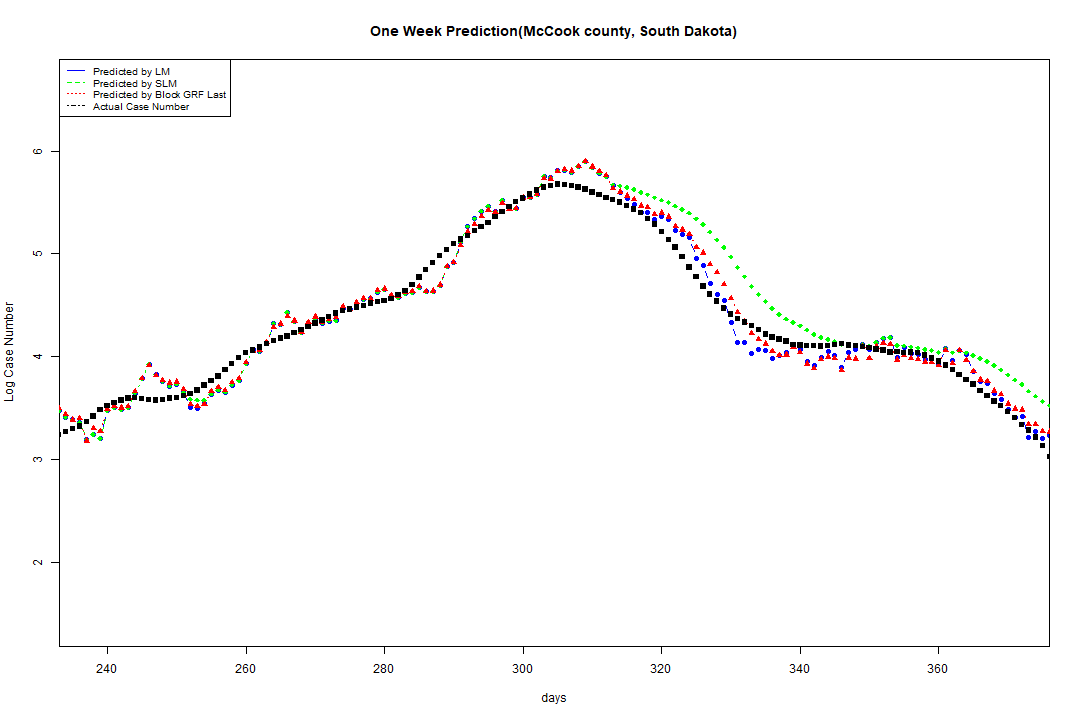 One Week Prediction(McCook county, South Dakota)
Predicted by LM
Predicted by SLM
Predicted by Block GRF Last
Actual Case Number
6
5
4
3
2
Log Case Number
240 260 280 300 320 340 360
days